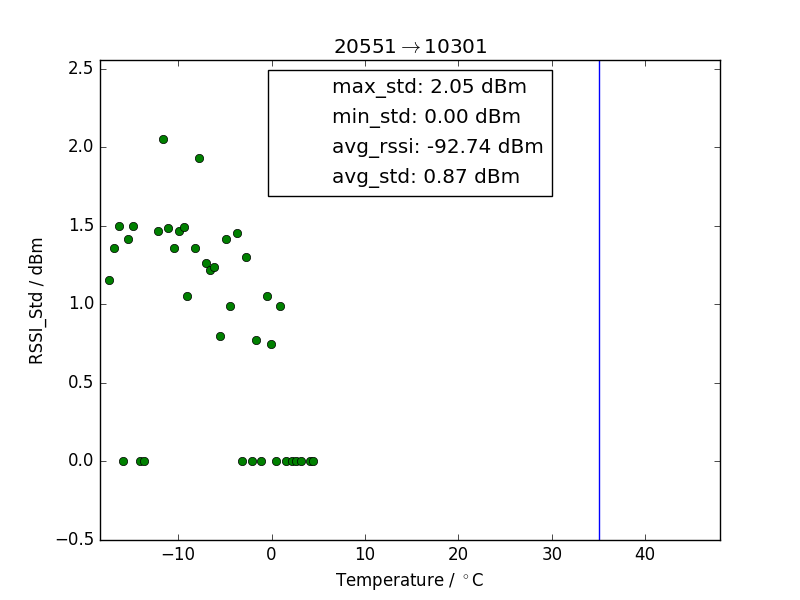 20551→10301
max_std: 2.05 dBm
min_std: 0.00 dBm
avg_rssi: -92.74 dBm
avg_std: 0.87 dBm
2.5
2.0
1.5
1.0
0.5
0.0
−0.5
RSSI_Std / dBm
−10 0 10 20 30 40
Temperature / °C